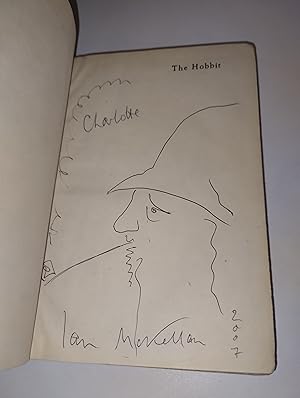 The Hobbit
Charlotte
Ian McKellen
2007